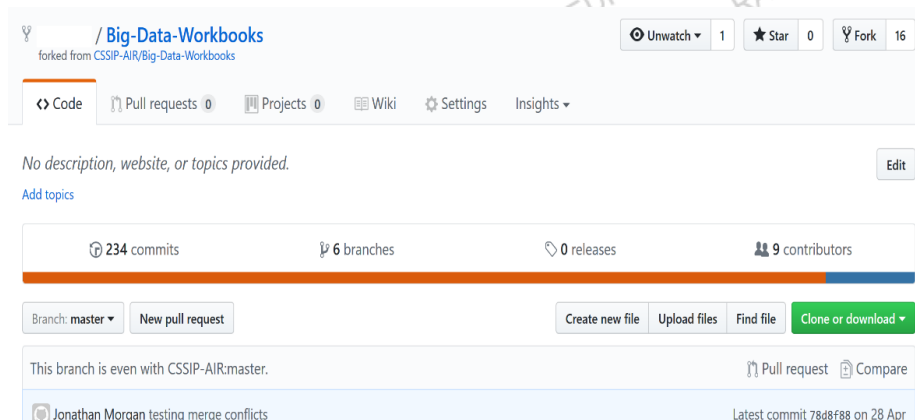 / Big-Data-Workbooks
Unwatch 1 Star 0 Fork 16
forked from CSSIP-AIR/Big-Data-Workbooks
Code Pull requests 0 Projects 0 Wiki Settings Insights
No description, website, or topics provided.
Edit
Add topics
234 commits 6 branches 0 releases 9 contributors
Branch: master New pull request Create new file Upload files Find file Clone or download
This branch is even with CSSIP-AIR:master. Pull request Compare
Jonathan Morgan testing merge conflicts Latest commit 78d8f88 on 28 Apr